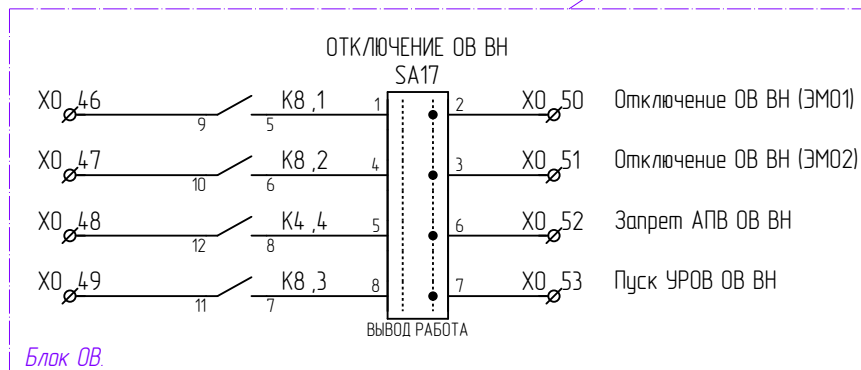 ОТКЛЮЧЕНИЕ ОВ ВН
SA17
X0 46 9 5 K8 ,1 1 2 X0 50 Отключение ОВ ВН (ЭМО1)
X0 47 10 6 K8 ,2 4 3 X0 51 Отключение ОВ ВН (ЭМО2)
X0 48 12 8 K4 ,4 5 6 X0 52 Запрет АПВ ОВ ВН
X0 49 11 7 K8 ,3 8 7 X0 53 Пуск УРОВ ОВ ВН
ВЫВОД РАБОТА
Блок ОВ.